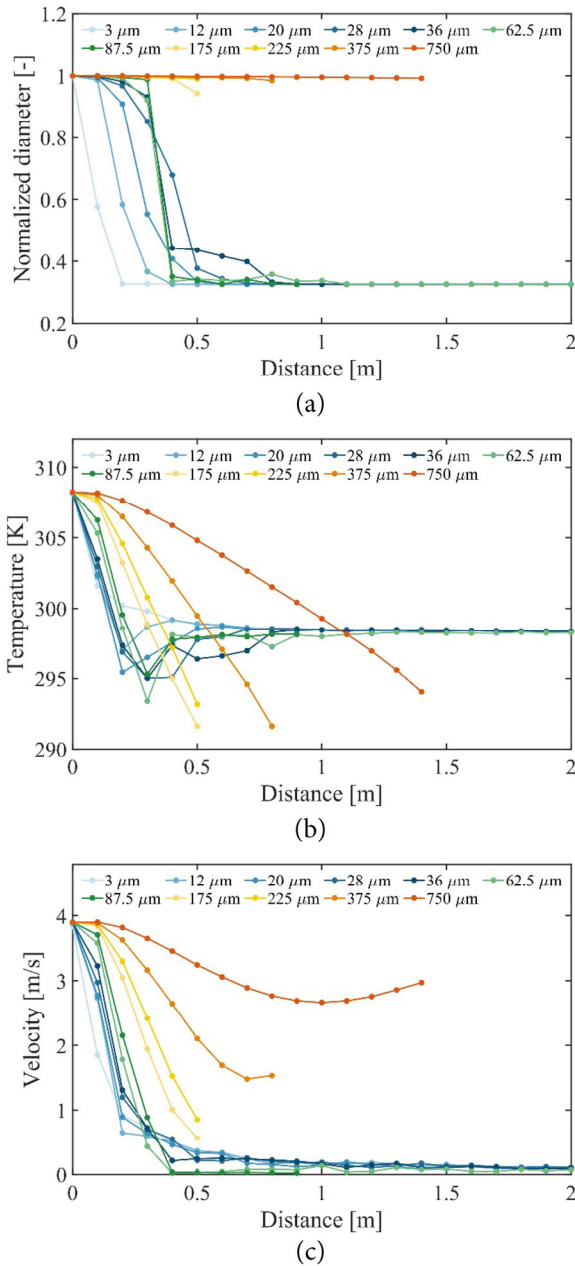 3 μm 12 μm 20 μm 28 μm 36 μm 62.5 μm
87.5 μm 175 μm 225 μm 375 μm 750 μm
Normalized diameter [-]
1.2
1
0.8
0.6
0.4
0.2
0 0.5 1 1.5 2
Distance [m]
(a)
3 μm 12 μm 20 μm 28 μm 36 μm 62.5 μm
87.5 μm 175 μm 225 μm 375 μm 750 μm
Temperature [K]
310
305
300
295
290
0 0.5 1 1.5 2
Distance [m]
(b)
3 μm 12 μm 20 μm 28 μm 36 μm 62.5 μm
87.5 μm 175 μm 225 μm 375 μm 750 μm
Velocity [m/s]
4
3
2
1
0
0 0.5 1 1.5 2
Distance [m]
(c)